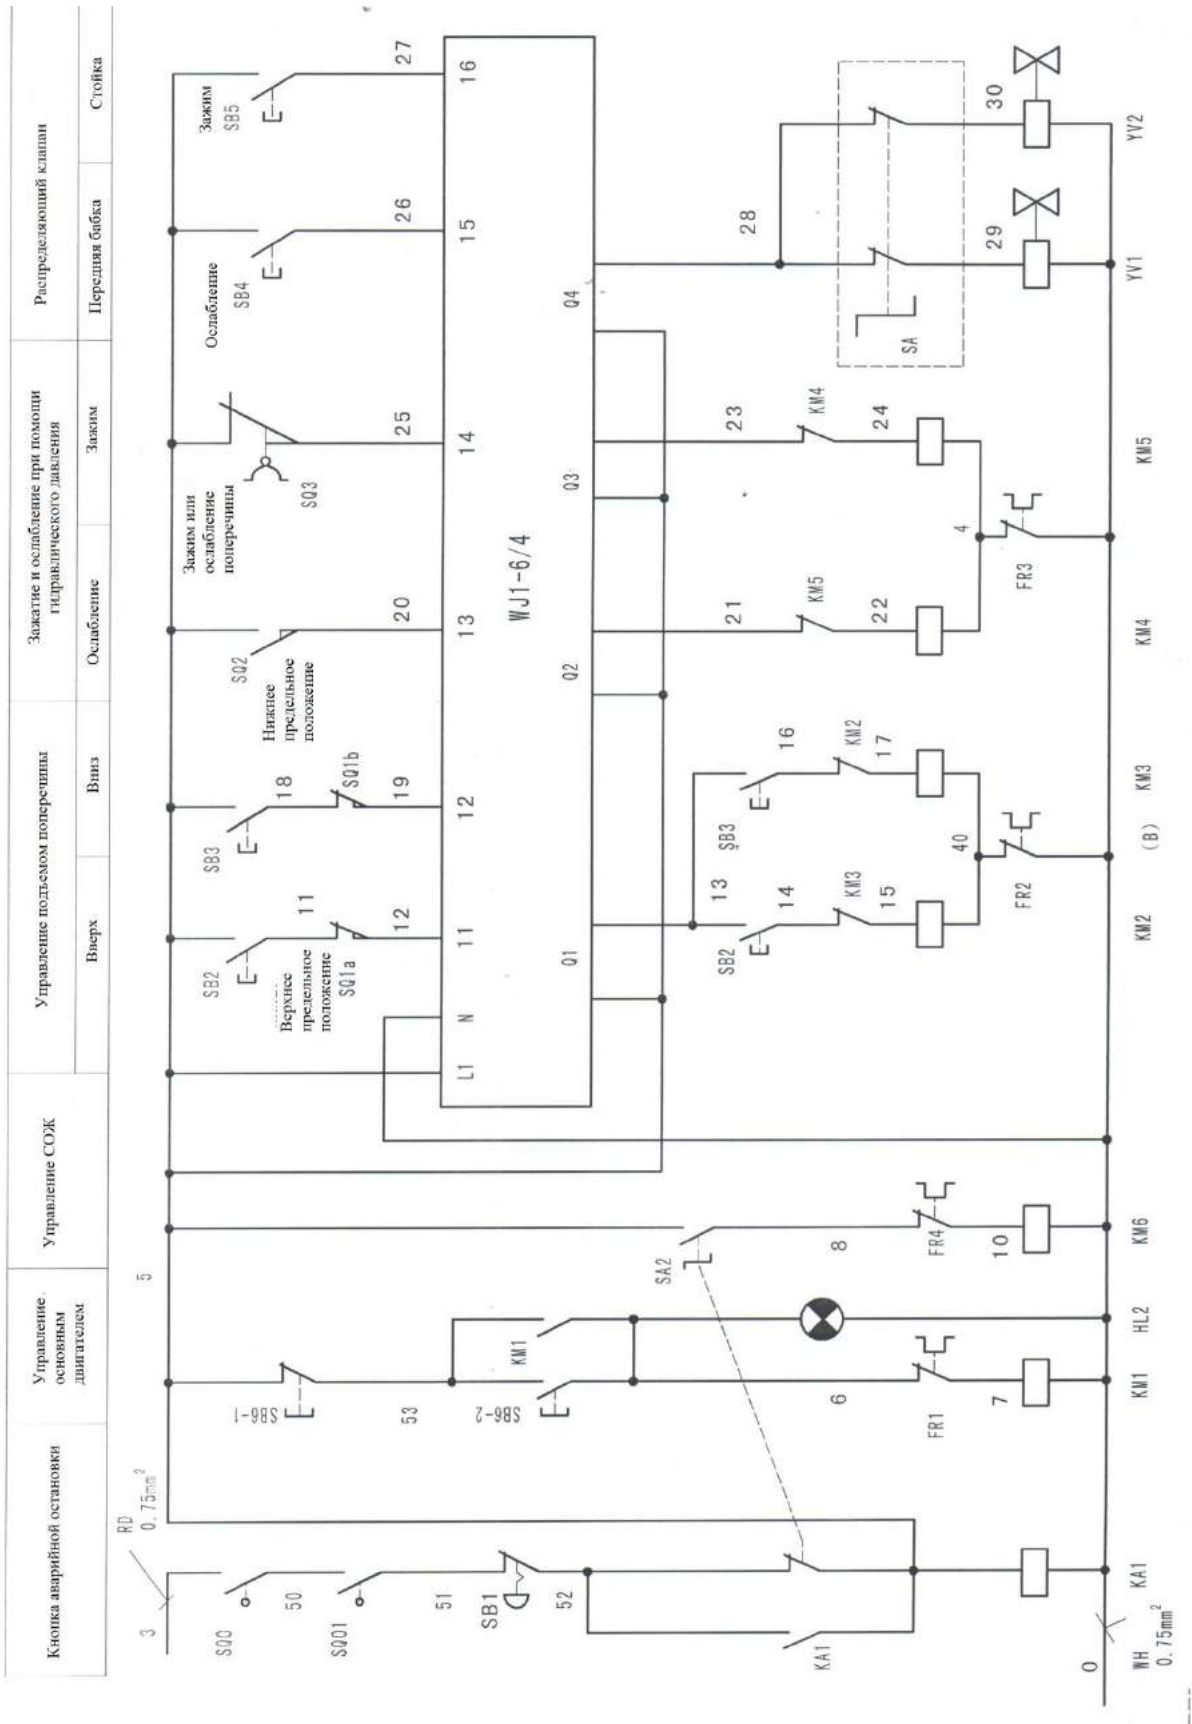 Кнопка аварийной остановки
Управление
основным
двигателем
Управление СОЖ
Управление подъемом поперечины
Вверх
Вниз
Зажатие и ослабление при помощи
гидравлического давления
Ослабление
Зажим
Распределяющий клапан
Передняя бабка
Стойка
3
RD
0.75mm²
5
SQ0
50
SQ01
51
SB1
52
KA1
SB6-1
53
SB6-2
KM1
6
FR1
7
SA2
8
FR4
10
L1
N
SB2
11
Верхнее
предельное
положение
SQ1a
12
11
SB3
18
SQ1b
19
12
SQ2
Нижнее
предельное
положение
20
13
Зажим или
ослабление
поперечины
SQ3
25
14
Ослабление
SB4
26
15
Зажим
SB5
27
16
WJ1-6/4
Q1
Q2
Q3
Q4
13
SB2
14
KM3
15
SB3
16
KM2
17
40
FR2
21
KM5
22
23
KM4
24
4
FR3
28
SA
29
30
0
WH
0.75mm²
KA1
KM1
HL2
KM6
KM2
(B)
KM3
KM4
KM5
YV1
YV2